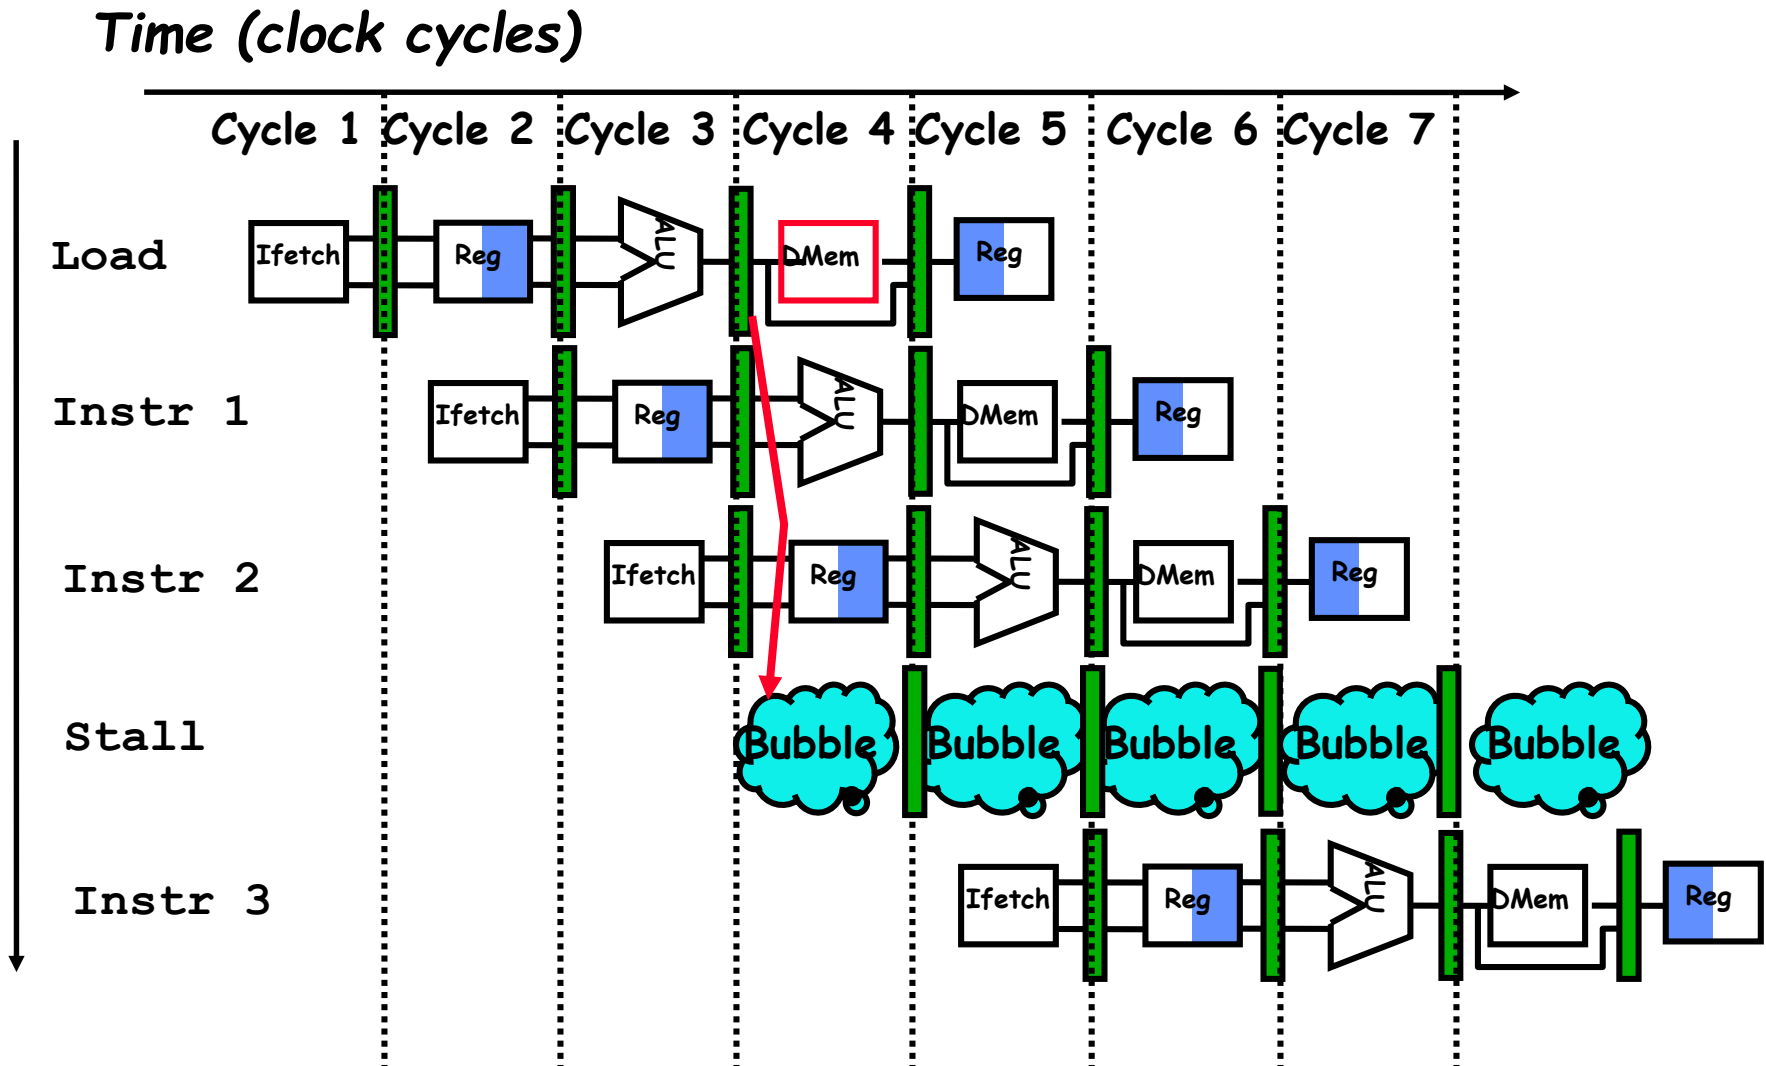 Time (clock cycles)
Cycle 1 Cycle 2 Cycle 3 Cycle 4 Cycle 5 Cycle 6 Cycle 7
Load Ifetch Reg ALU DMem Reg
Instr 1 Ifetch Reg ALU DMem Reg
Instr 2 Ifetch Reg ALU DMem Reg
Stall Bubble Bubble Bubble Bubble Bubble
Instr 3 Ifetch Reg ALU DMem Reg